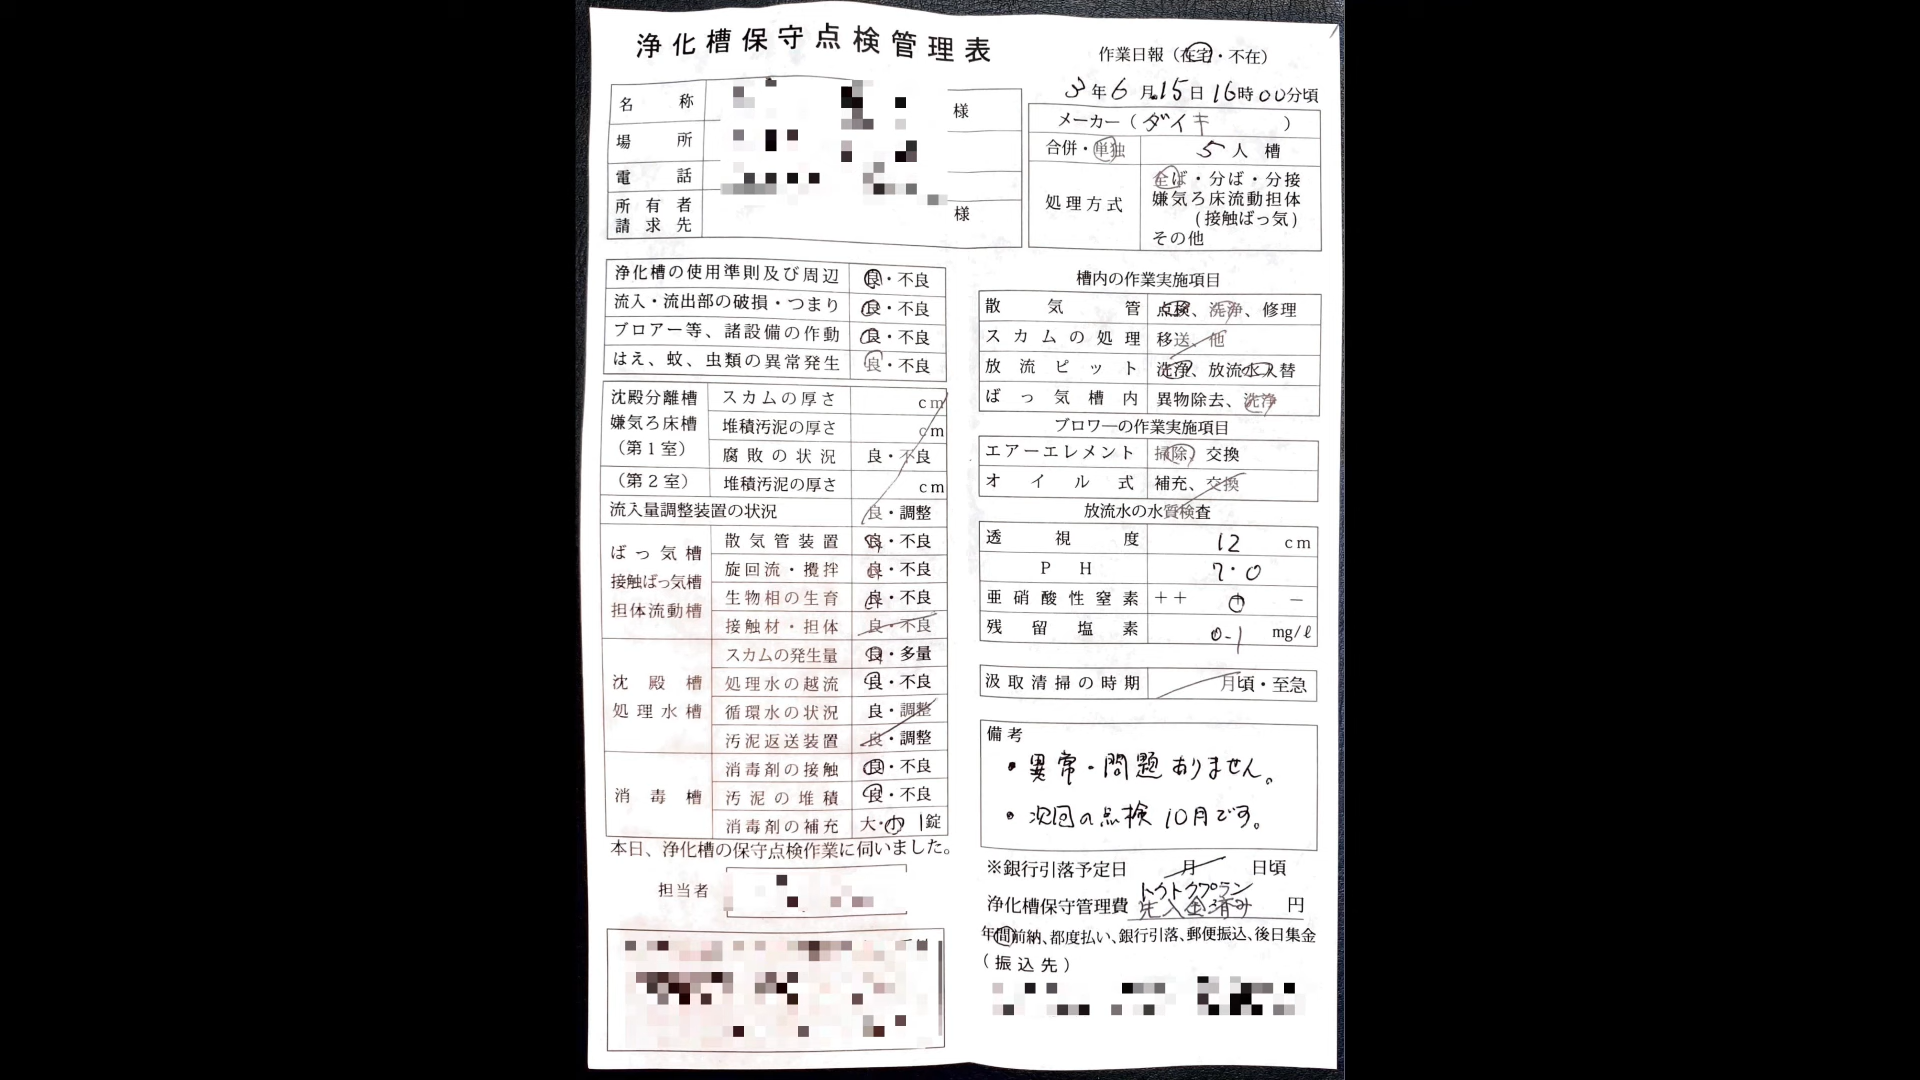 浄化槽保守点検管理表
作業日報（在宅・不在）
3年6月15日16時00分頃
名称 様
場所
電話
所有者
請求先 様
メーカー（ダイキ）
合併・単独 5人槽
処理方式 全ば・分ば・分接
嫌気ろ床流動担体
(接触ばっ気)
その他
浄化槽の使用準則及び周辺 良・不良
流入・流出部の破損・つまり 良・不良
ブロアー等、諸設備の作動 良・不良
はえ、蚊、虫類の異常発生 良・不良
沈殿分離槽
嫌気ろ床槽
（第1室）
スカムの厚さ cm
堆積汚泥の厚さ cm
腐敗の状況 良・不良
（第2室） 堆積汚泥の厚さ cm
流入量調整装置の状況 良・調整
ばっ気槽
接触ばっ気槽
担体流動槽
散気管装置 良・不良
旋回流・攪拌 良・不良
生物相の生育 良・不良
接触材・担体 良・不良
沈殿槽
処理水槽
スカムの発生量 良・多量
処理水の越流 良・不良
循環水の状況 良・調整
汚泥返送装置 良・調整
消毒槽
消毒剤の接触 良・不良
汚泥の堆積 良・不良
消毒剤の補充 大・小 1錠
本日、浄化槽の保守点検作業に伺いました。
担当者
槽内の作業実施項目
散気管 点検、洗浄、修理
スカムの処理 移送、他
放流ピット 洗浄、放流水入替
ばっ気槽内 異物除去、洗浄
ブロワーの作業実施項目
エアーエレメント 掃除、交換
オイル式 補充、交換
放流水の水質検査
透視度 12 cm
PH 7.0
亜硝酸性窒素 ++ + −
残留塩素 0.1 mg/ℓ
汲取清掃の時期 月頃・至急
備考
・異常・問題ありません。
・次回の点検10月です。
※銀行引落予定日 月 日頃
トクトクプラン
浄化槽保守管理費 先入金済み 円
年間前納、都度払い、銀行引落、郵便振込、後日集金
（振込先）